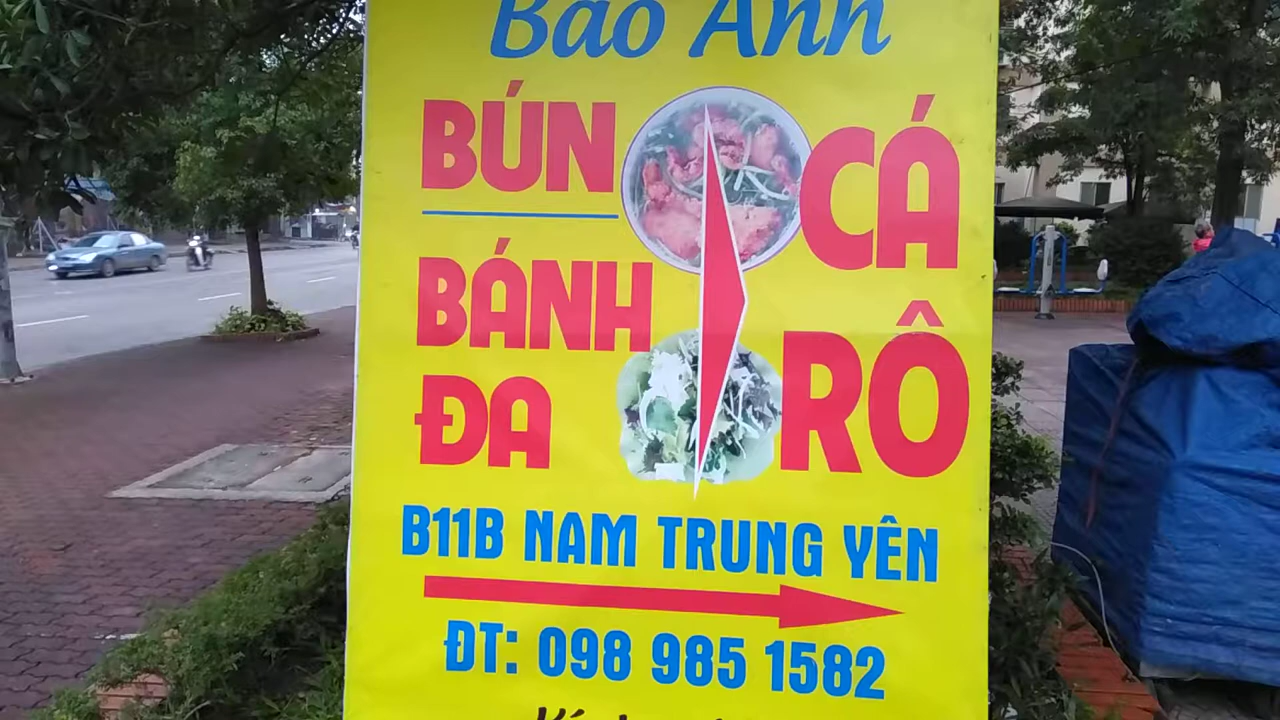 Bảo Anh
BÚN
BÁNH
ĐA
CÁ
RÔ
B11B NAM TRUNG YÊN
ĐT: 098 985 1582